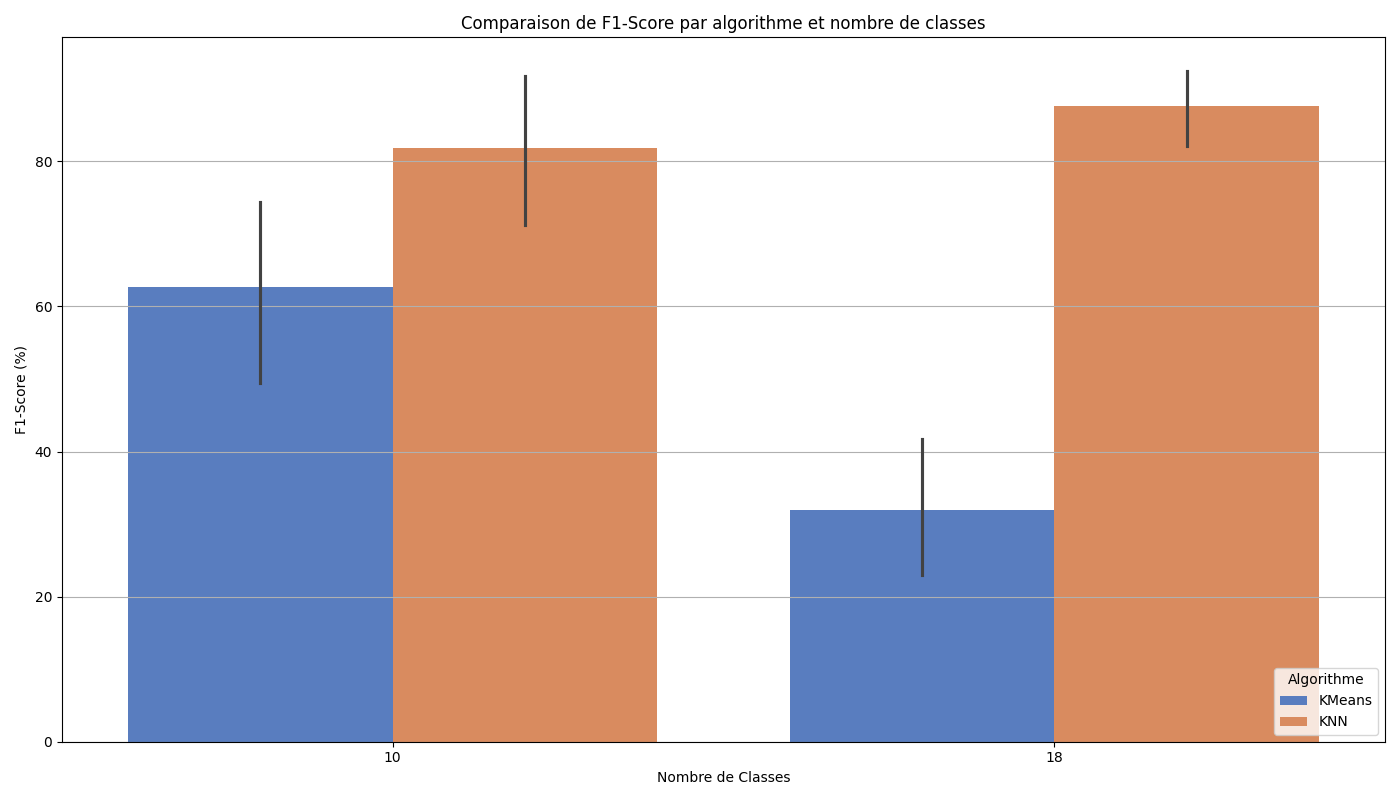 Comparaison de F1-Score par algorithme et nombre de classes
F1-Score (%)
80
60
40
20
0
10
18
Nombre de Classes
Algorithme
KMeans
KNN